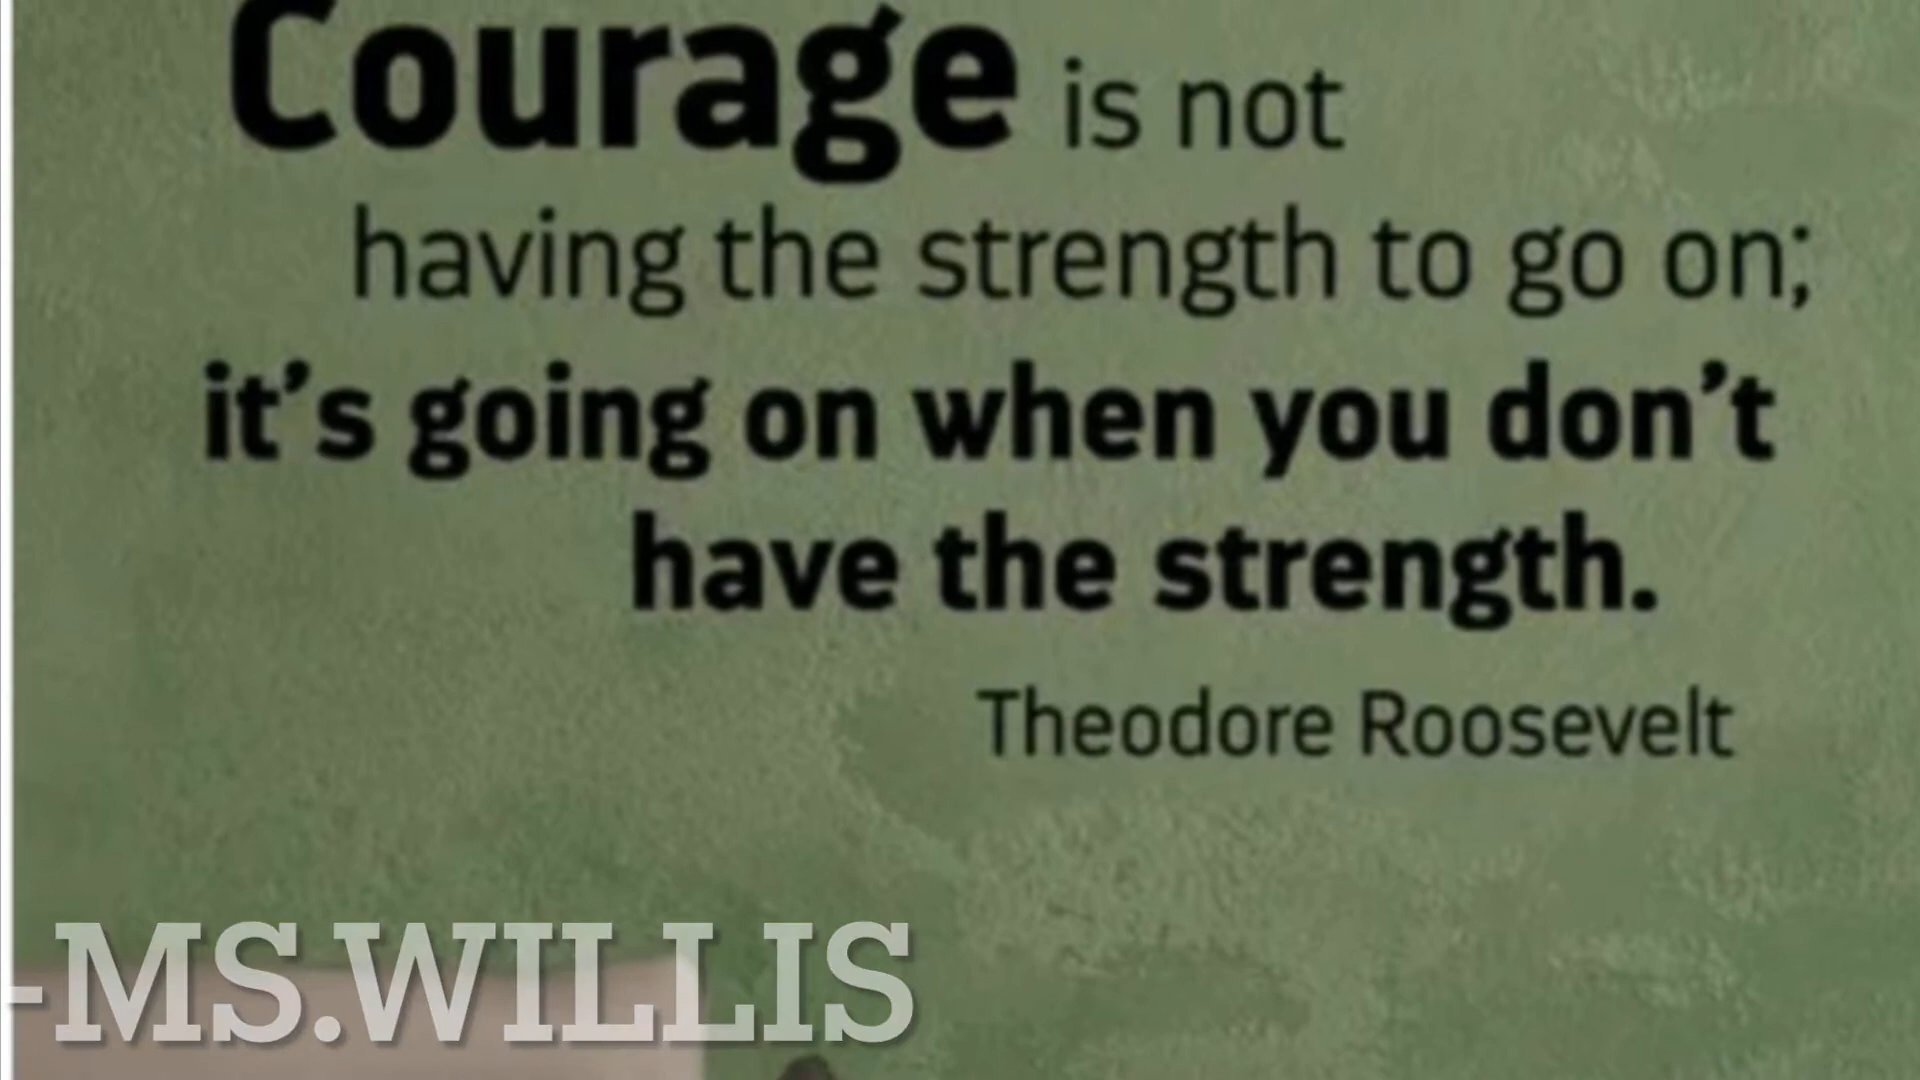 Courage is not
having the strength to go on;
it’s going on when you don’t
have the strength.
Theodore Roosevelt
-MS.WILLIS